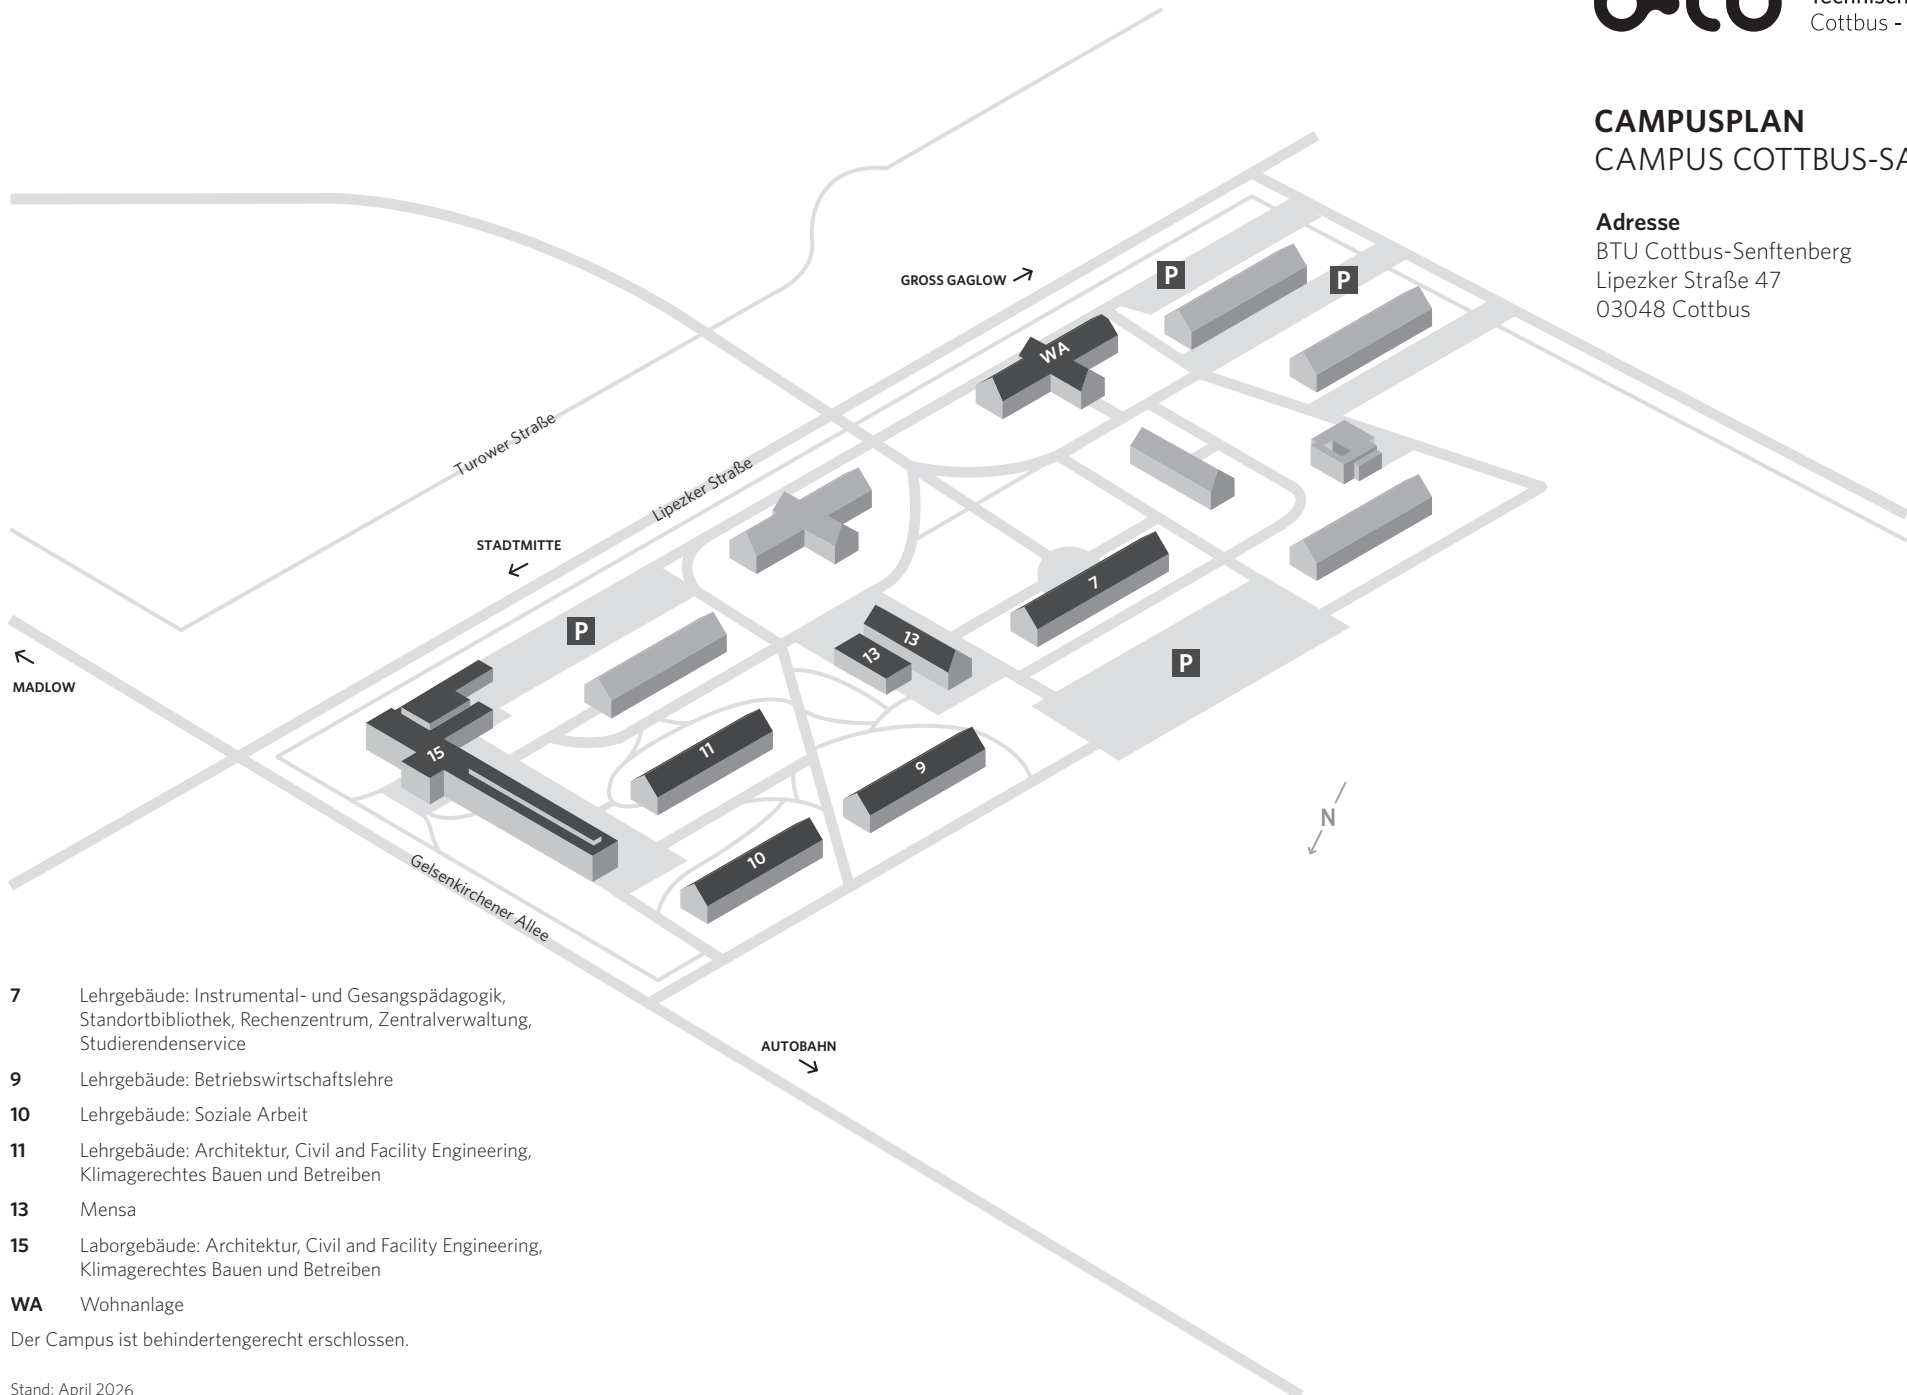 Cottbus -
CAMPUSPLAN
CAMPUS COTTBUS-SA
Adresse
BTU Cottbus-Senftenberg
Lipezker Straße 47
03048 Cottbus
GROSS GAGLOW
P
P
WA
Turower Straße
Lipezker Straße
STADTMITTE
7
P
13
13
P
MADLOW
15
11
9
N
10
Gelsenkirchener Allee
AUTOBAHN
7 Lehrgebäude: Instrumental- und Gesangspädagogik,
Standortbibliothek, Rechenzentrum, Zentralverwaltung,
Studierendenservice
9 Lehrgebäude: Betriebswirtschaftslehre
10 Lehrgebäude: Soziale Arbeit
11 Lehrgebäude: Architektur, Civil and Facility Engineering,
Klimagerechtes Bauen und Betreiben
13 Mensa
15 Laborgebäude: Architektur, Civil and Facility Engineering,
Klimagerechtes Bauen und Betreiben
WA Wohnanlage
Der Campus ist behindertengerecht erschlossen.
Stand: April 2026